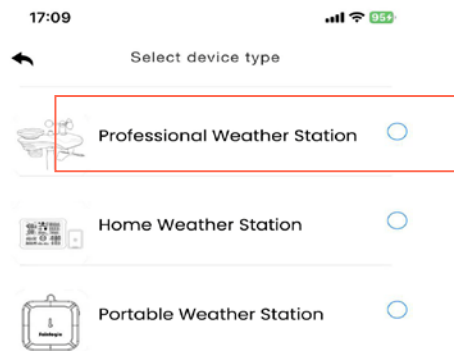 17:09
95+
Select device type
Professional Weather Station
Home Weather Station
Portable Weather Station